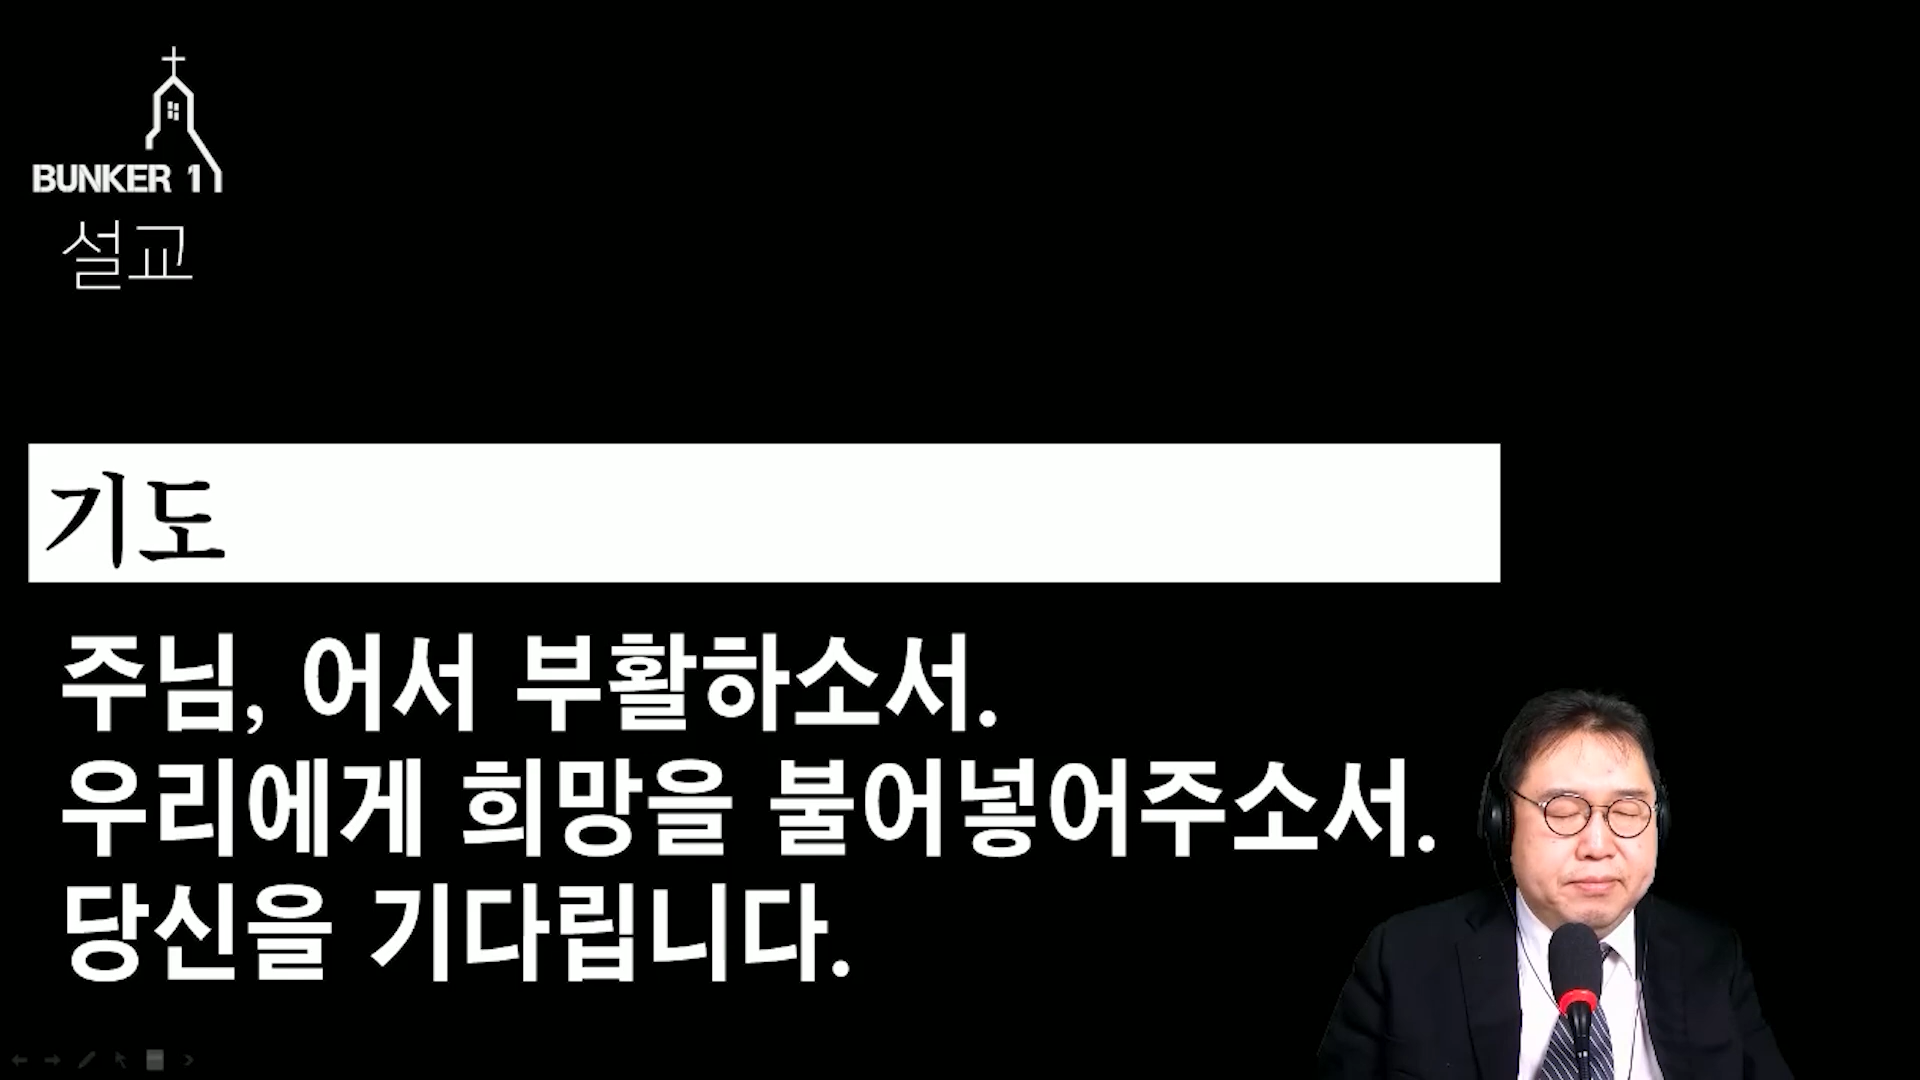 BUNKER 1
설교
기도
주님, 어서 부활하소서.
우리에게 희망을 불어넣어주소서.
당신을 기다립니다.